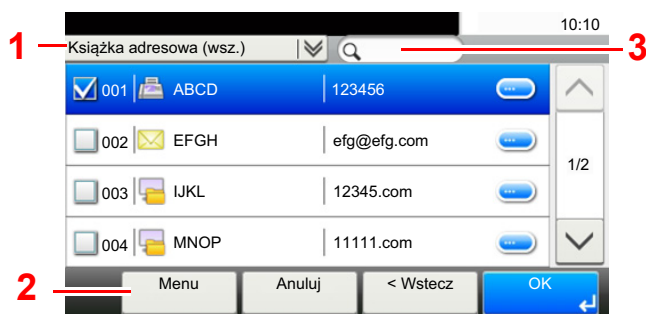 10:10
1 Książka adresowa (wsz.) 3
001 ABCD 123456
002 EFGH efg@efg.com
1/2
003 IJKL 12345.com
004 MNOP 11111.com
2 Menu Anuluj < Wstecz OK